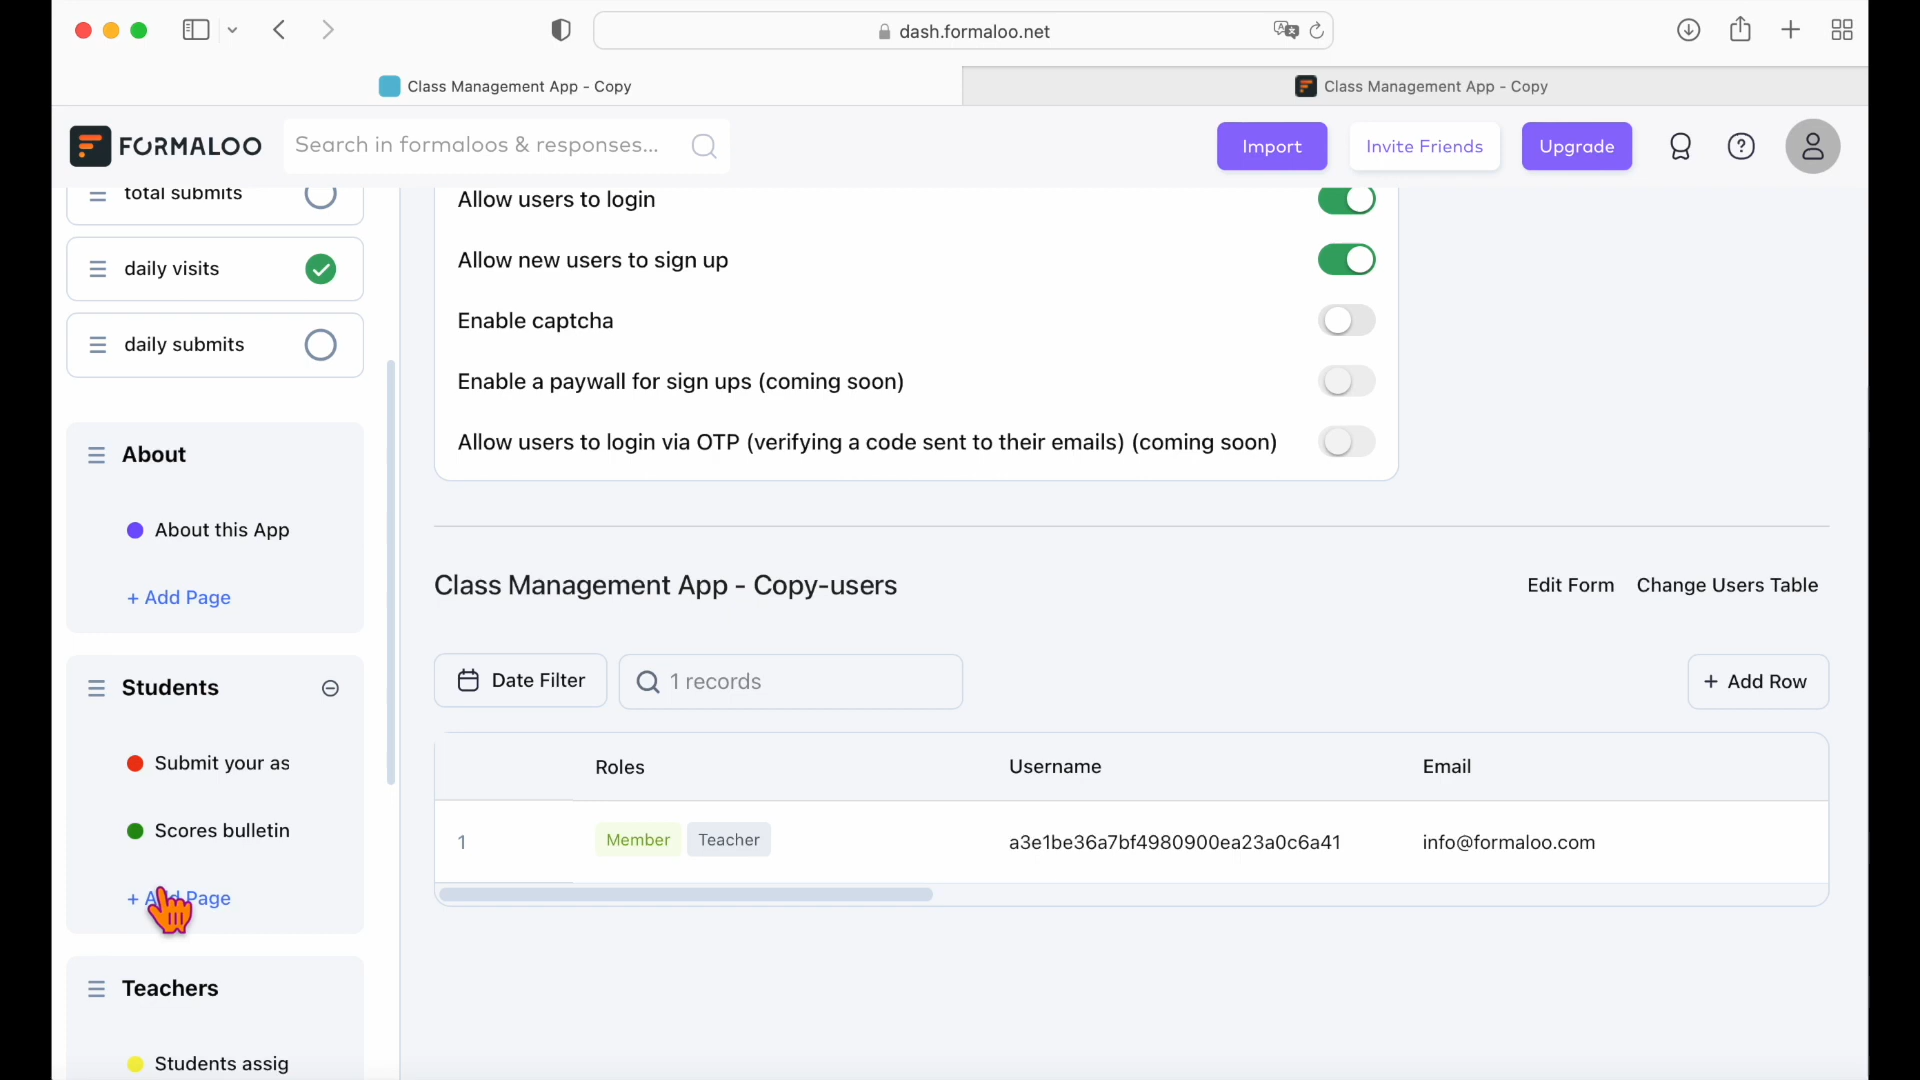 dash.formaloo.net
Class Management App - Copy
Class Management App - Copy
FORMALOO
Search in formaloos & responses...
Import
Invite Friends
Upgrade
total submits
daily visits
daily submits
About
About this App
+ Add Page
Students
Submit your as
Scores bulletin
+ Add Page
Teachers
Students assig
Allow users to login
Allow new users to sign up
Enable captcha
Enable a paywall for sign ups (coming soon)
Allow users to login via OTP (verifying a code sent to their emails) (coming soon)
Class Management App - Copy-users
Edit Form
Change Users Table
Date Filter
1 records
+ Add Row
Roles Username Email
1 Member Teacher a3e1be36a7bf4980900ea23a0c6a41 info@formaloo.com